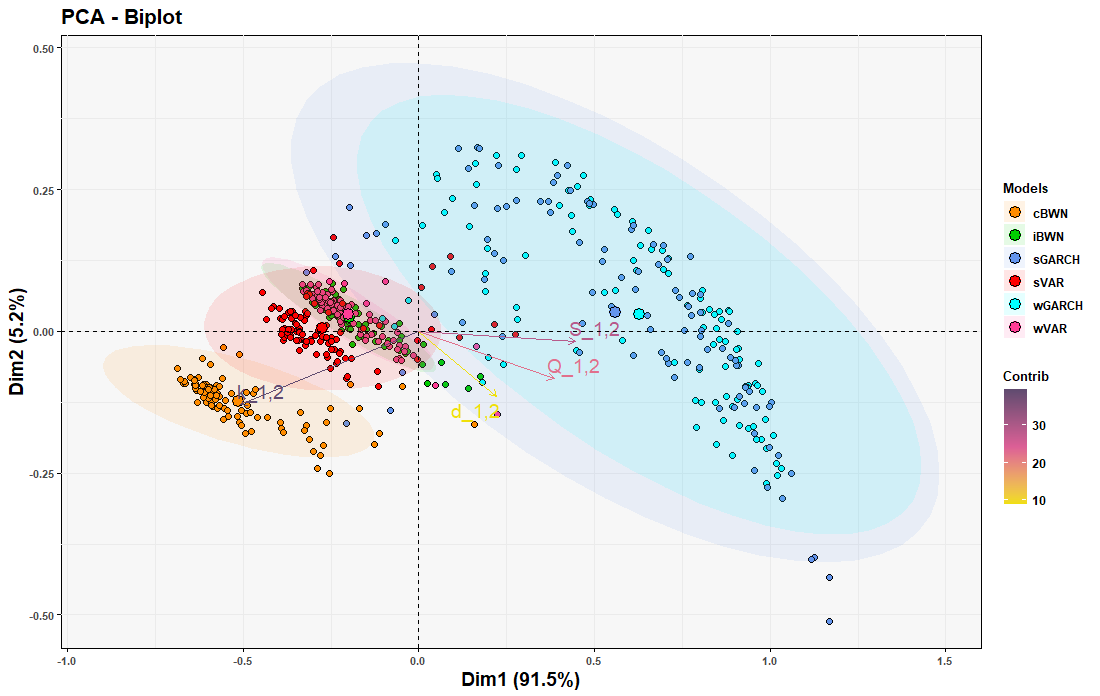 PCA - Biplot
0.50
0.25
0.00
-0.25
-0.50
Dim2 (5.2%)
-1.0
-0.5
0.0
0.5
1.0
1.5
Dim1 (91.5%)
S_1,2
Q_1,2
d_1,2
k_1,2
Models
cBWN
iBWN
sGARCH
sVAR
wGARCH
wVAR
Contrib
30
20
10